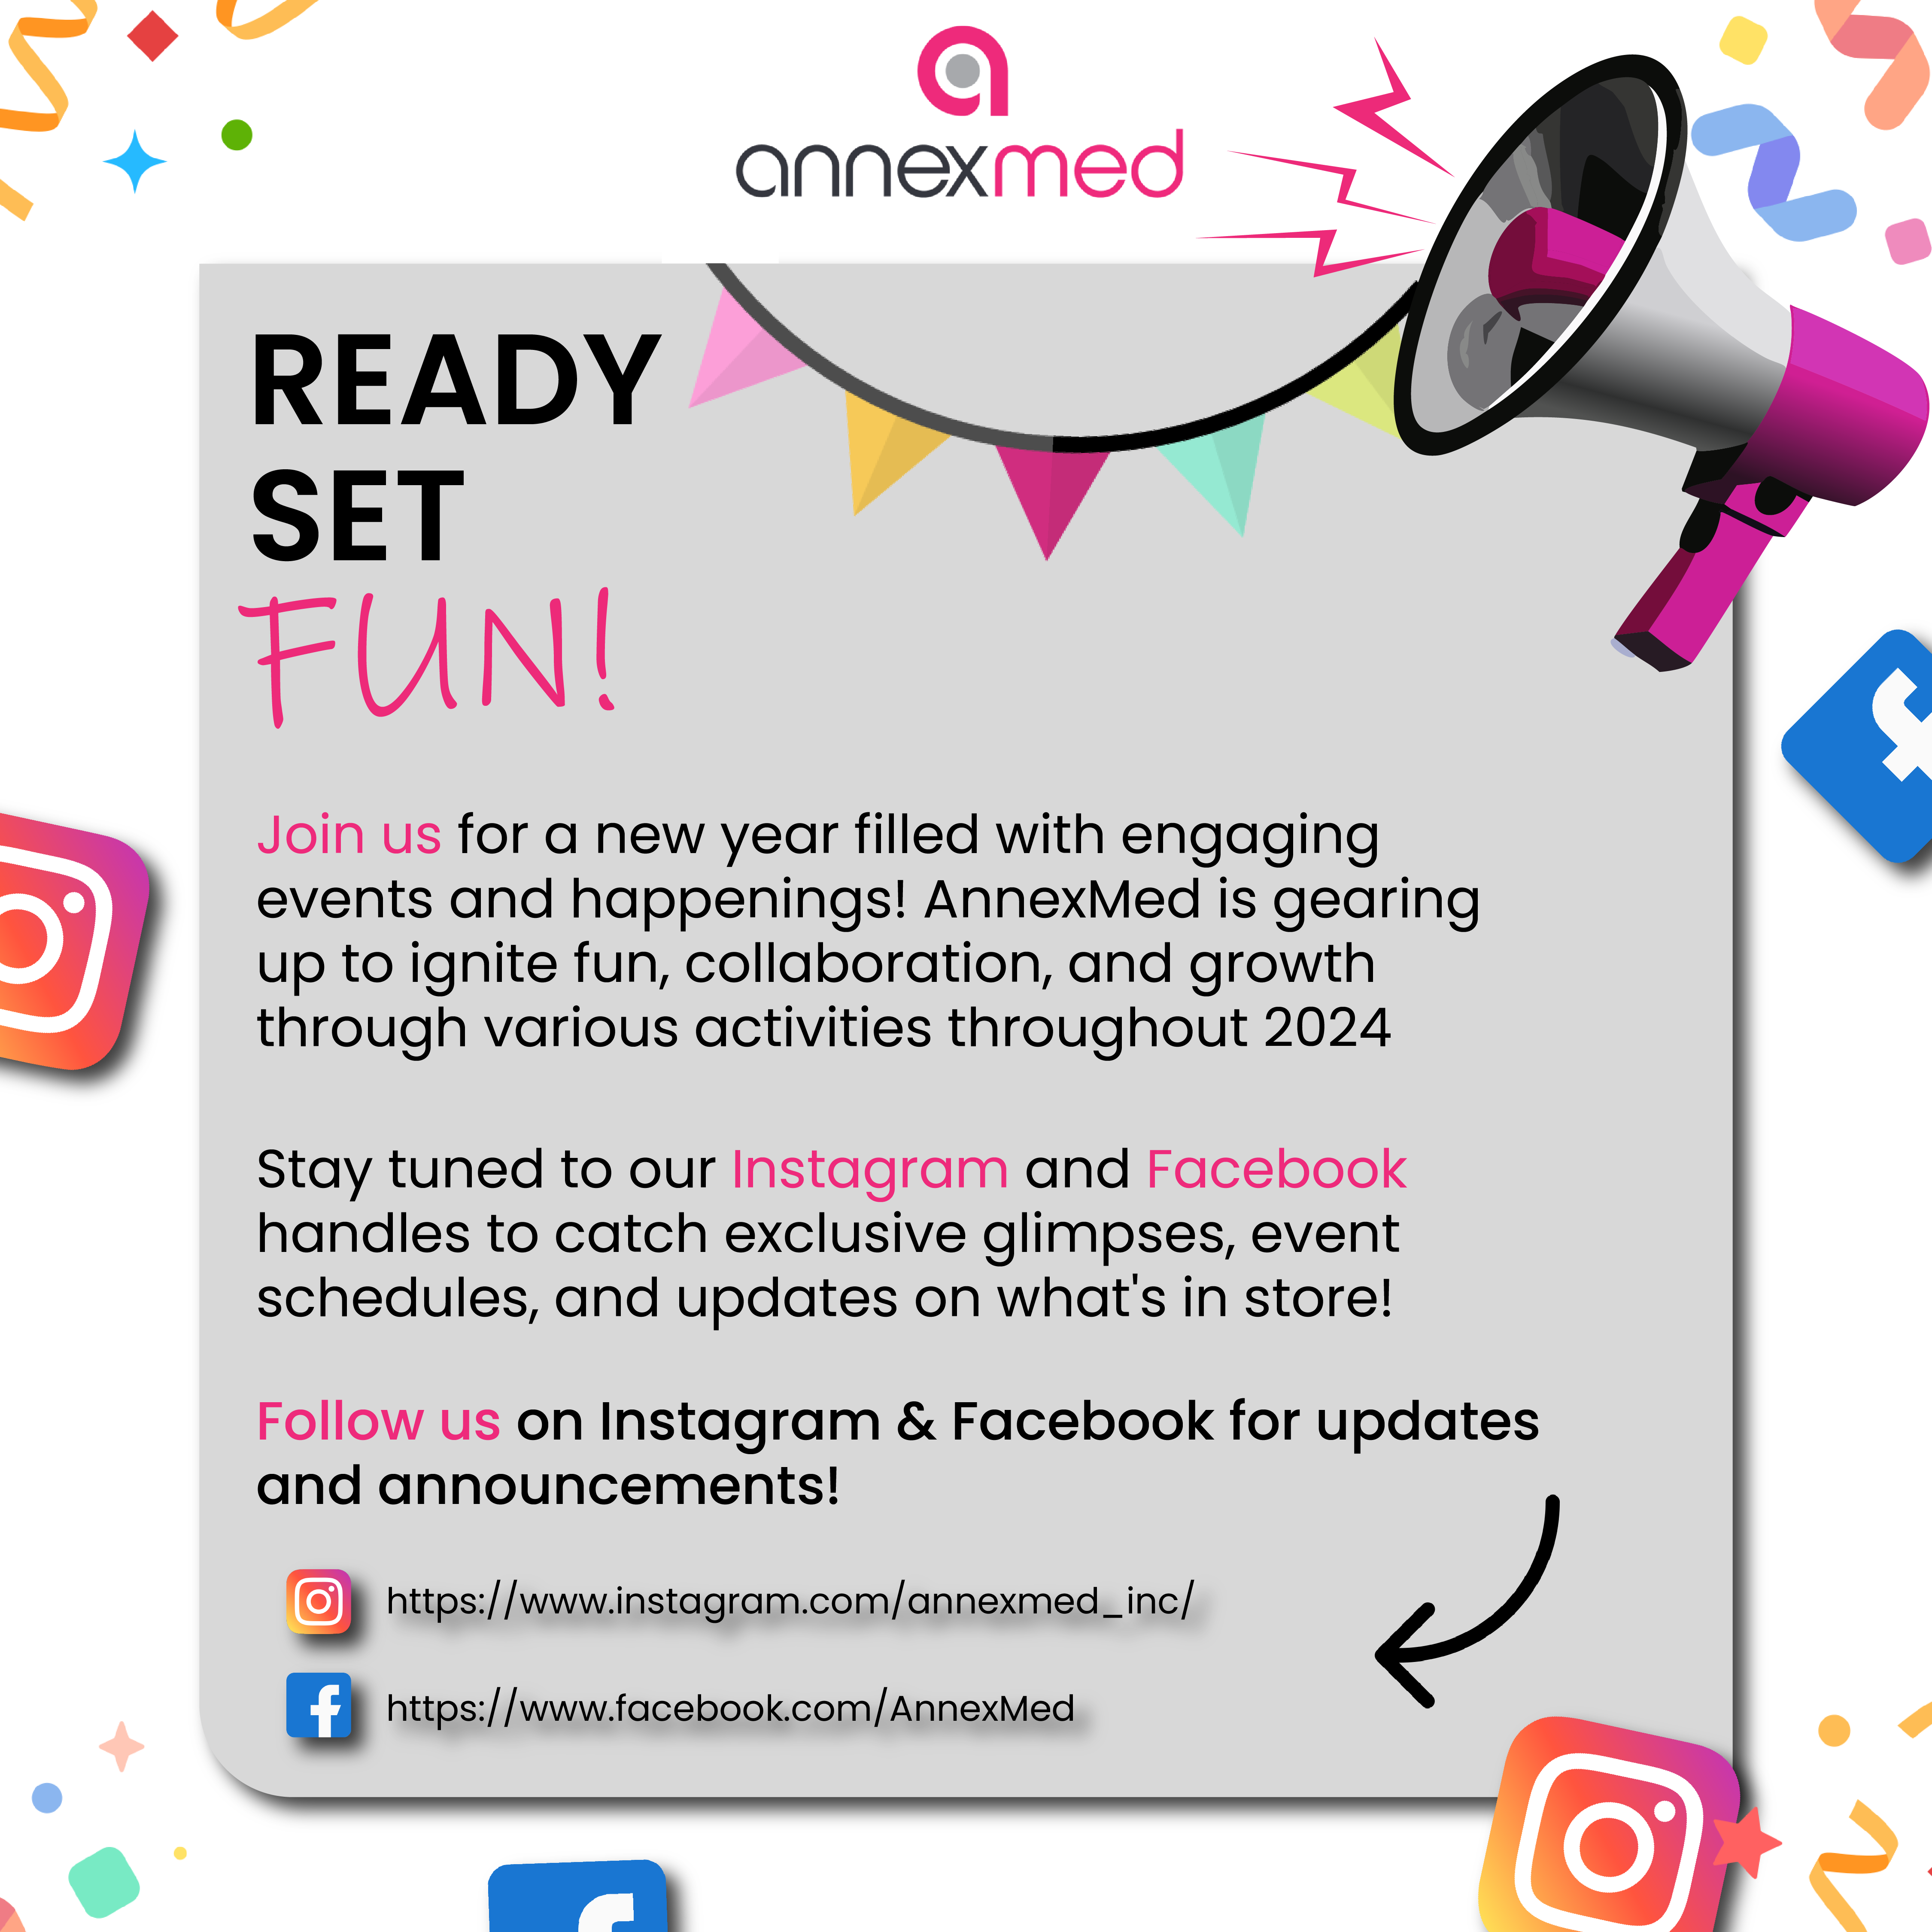 annexmed
READY
SET
FUN!
Join us for a new year filled with engaging
events and happenings! AnnexMed is gearing
up to ignite fun, collaboration, and growth
through various activities throughout 2024
Stay tuned to our Instagram and Facebook
handles to catch exclusive glimpses, event
schedules, and updates on what's in store!
Follow us on Instagram & Facebook for updates
and announcements!
https://www.instagram.com/annexmed_inc/
https://www.facebook.com/AnnexMed